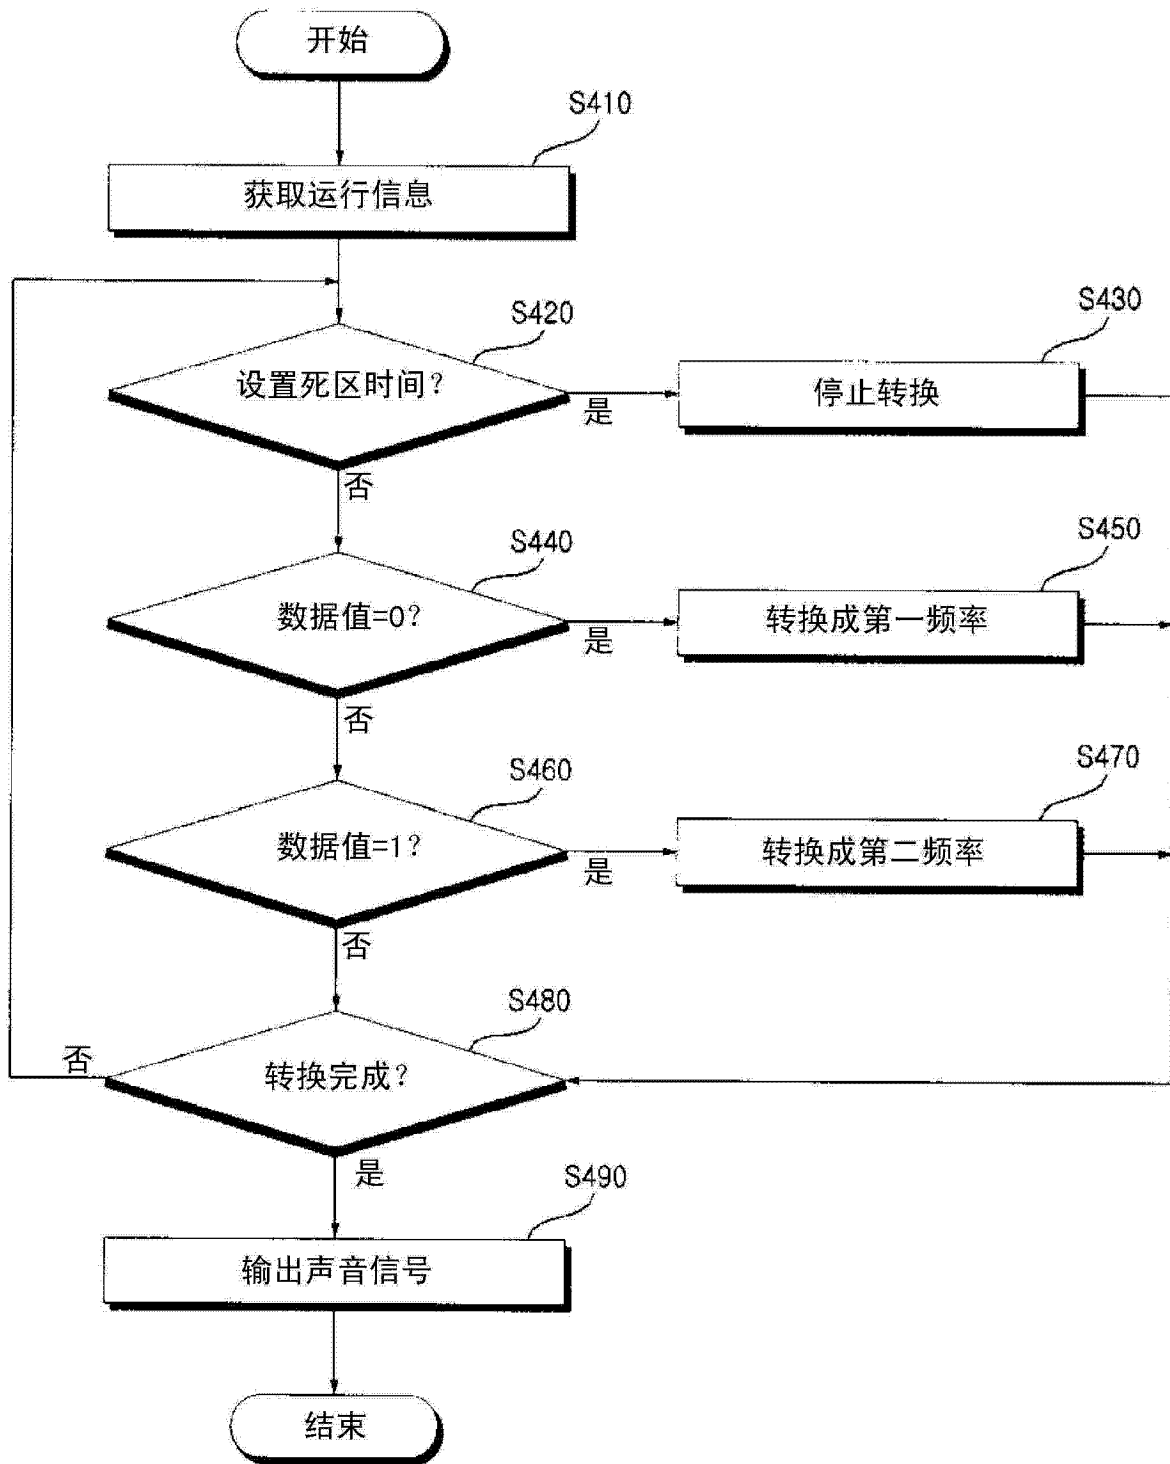 开始
S410
获取运行信息
S420
S430
设置死区时间?
是
停止转换
否
S440
S450
数据值=0?
是
转换成第一频率
否
S460
S470
数据值=1?
是
转换成第二频率
否
S480
否
转换完成?
是
S490
输出声音信号
结束